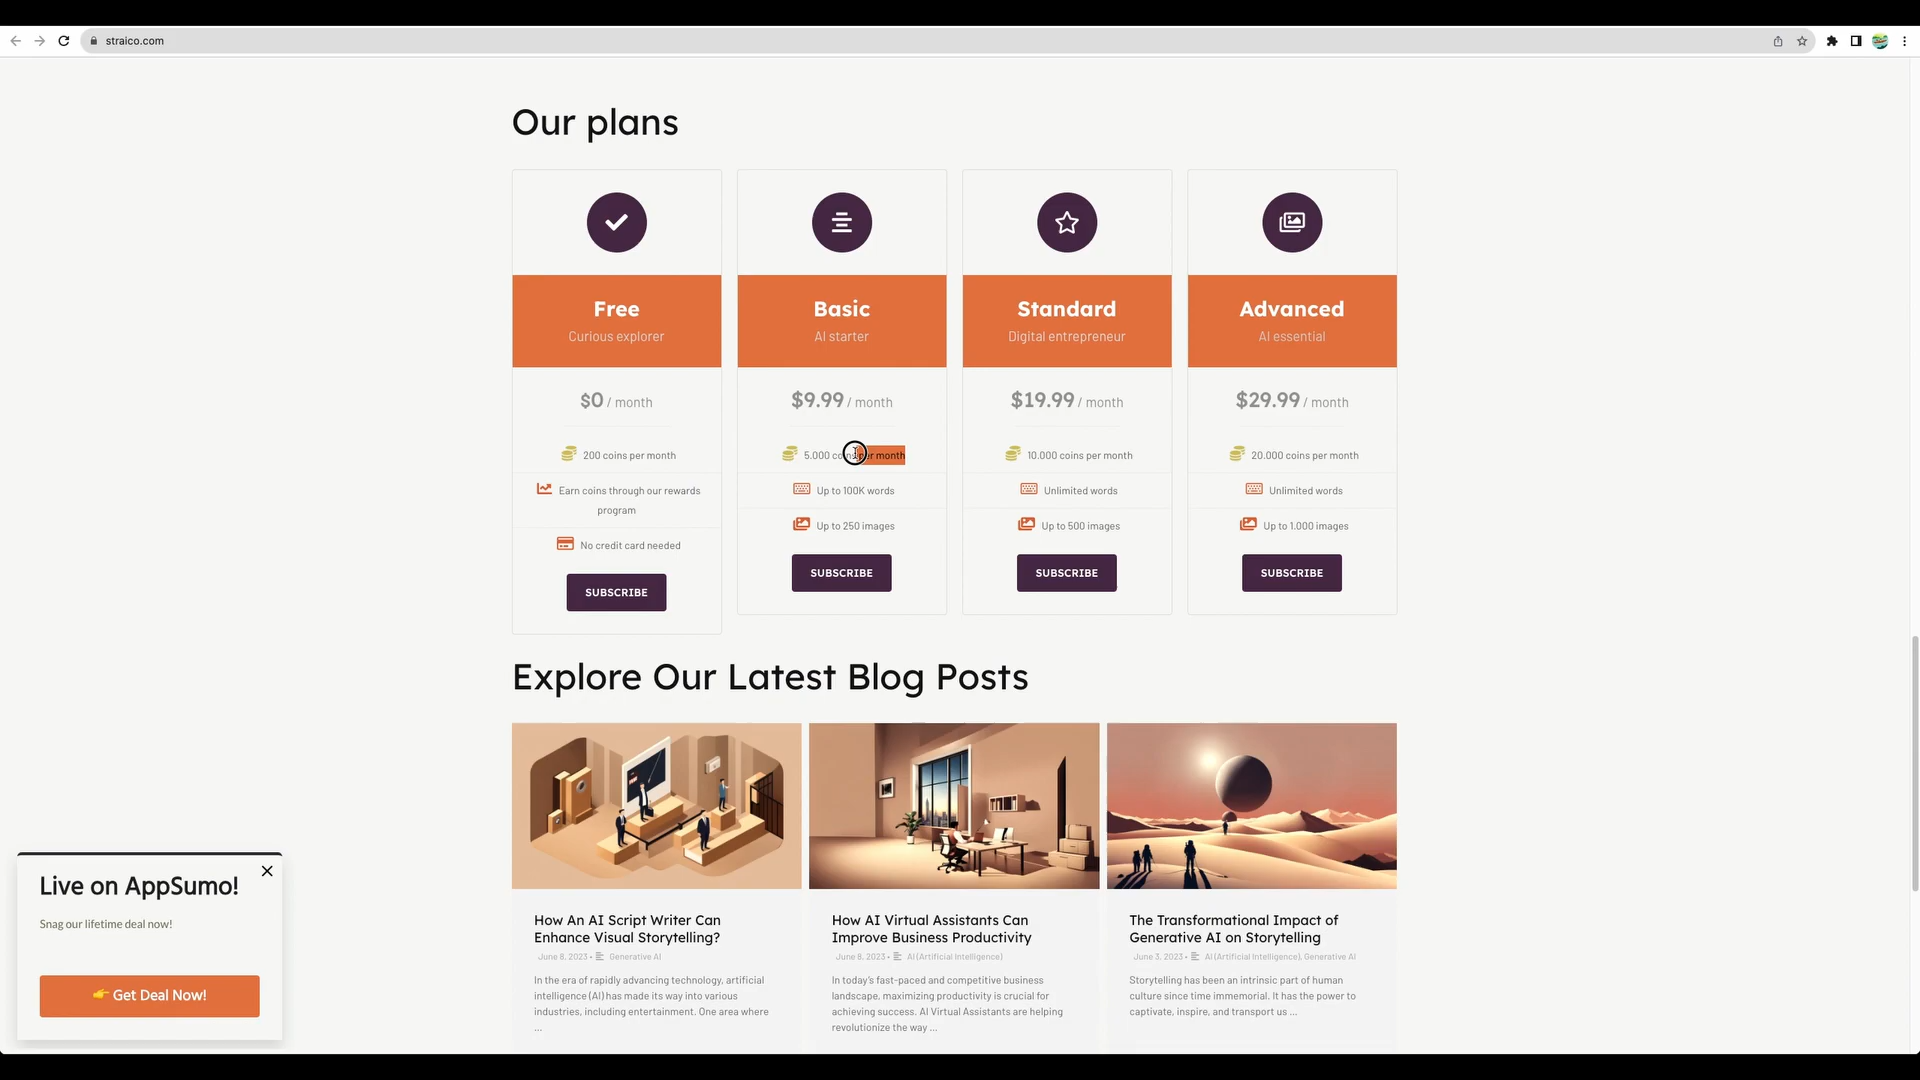 straico.com
Our plans
Free
Curious explorer
$0 / month
200 coins per month
Earn coins through our rewards
program
No credit card needed
SUBSCRIBE
Basic
AI starter
$9.99 / month
5.000 coins per month
Up to 100K words
Up to 250 images
SUBSCRIBE
Standard
Digital entrepreneur
$19.99 / month
10.000 coins per month
Unlimited words
Up to 500 images
SUBSCRIBE
Advanced
AI essential
$29.99 / month
20.000 coins per month
Unlimited words
Up to 1.000 images
SUBSCRIBE
Explore Our Latest Blog Posts
How An AI Script Writer Can
Enhance Visual Storytelling?
June 8, 2023 • Generative AI
In the era of rapidly advancing technology, artificial
intelligence (AI) has made its way into various
industries, including entertainment. One area where
...
How AI Virtual Assistants Can
Improve Business Productivity
June 8, 2023 • AI (Artificial Intelligence)
In today's fast-paced and competitive business
landscape, maximizing productivity is crucial for
achieving success. AI Virtual Assistants are helping
revolutionize the way ...
The Transformational Impact of
Generative AI on Storytelling
June 3, 2023 • AI (Artificial Intelligence), Generative AI
Storytelling has been an intrinsic part of human
culture since time immemorial. It has the power to
captivate, inspire, and transport us ...
Live on AppSumo!
Snag our lifetime deal now!
👉 Get Deal Now!